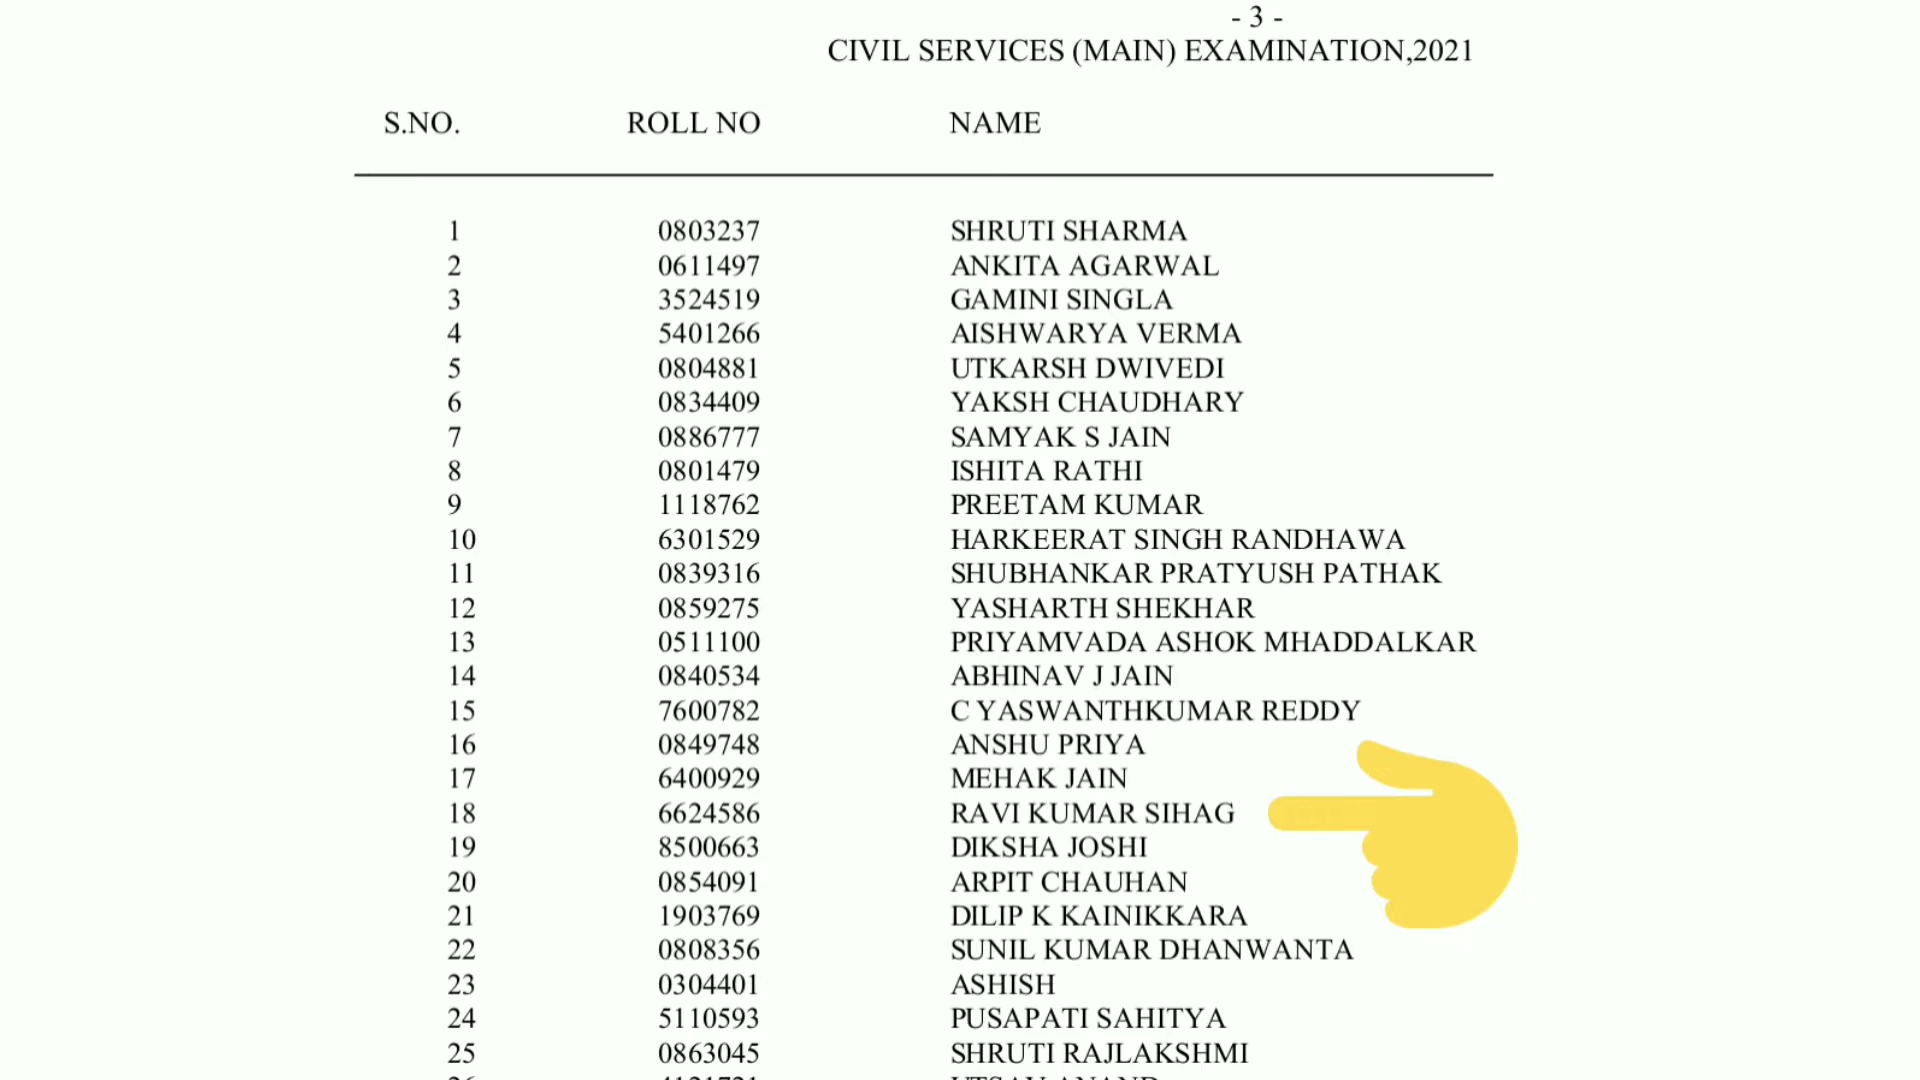 - 3 -
CIVIL SERVICES (MAIN) EXAMINATION,2021
S.NO. ROLL NO NAME
1 0803237 SHRUTI SHARMA
2 0611497 ANKITA AGARWAL
3 3524519 GAMINI SINGLA
4 5401266 AISHWARYA VERMA
5 0804881 UTKARSH DWIVEDI
6 0834409 YAKSH CHAUDHARY
7 0886777 SAMYAK S JAIN
8 0801479 ISHITA RATHI
9 1118762 PREETAM KUMAR
10 6301529 HARKEERAT SINGH RANDHAWA
11 0839316 SHUBHANKAR PRATYUSH PATHAK
12 0859275 YASHARTH SHEKHAR
13 0511100 PRIYAMVADA ASHOK MHADDALKAR
14 0840534 ABHINAV J JAIN
15 7600782 C YASWANTHKUMAR REDDY
16 0849748 ANSHU PRIYA
17 6400929 MEHAK JAIN
18 6624586 RAVI KUMAR SIHAG
19 8500663 DIKSHA JOSHI
20 0854091 ARPIT CHAUHAN
21 1903769 DILIP K KAINIKKARA
22 0808356 SUNIL KUMAR DHANWANTA
23 0304401 ASHISH
24 5110593 PUSAPATI SAHITYA
25 0863045 SHRUTI RAJLAKSHMI